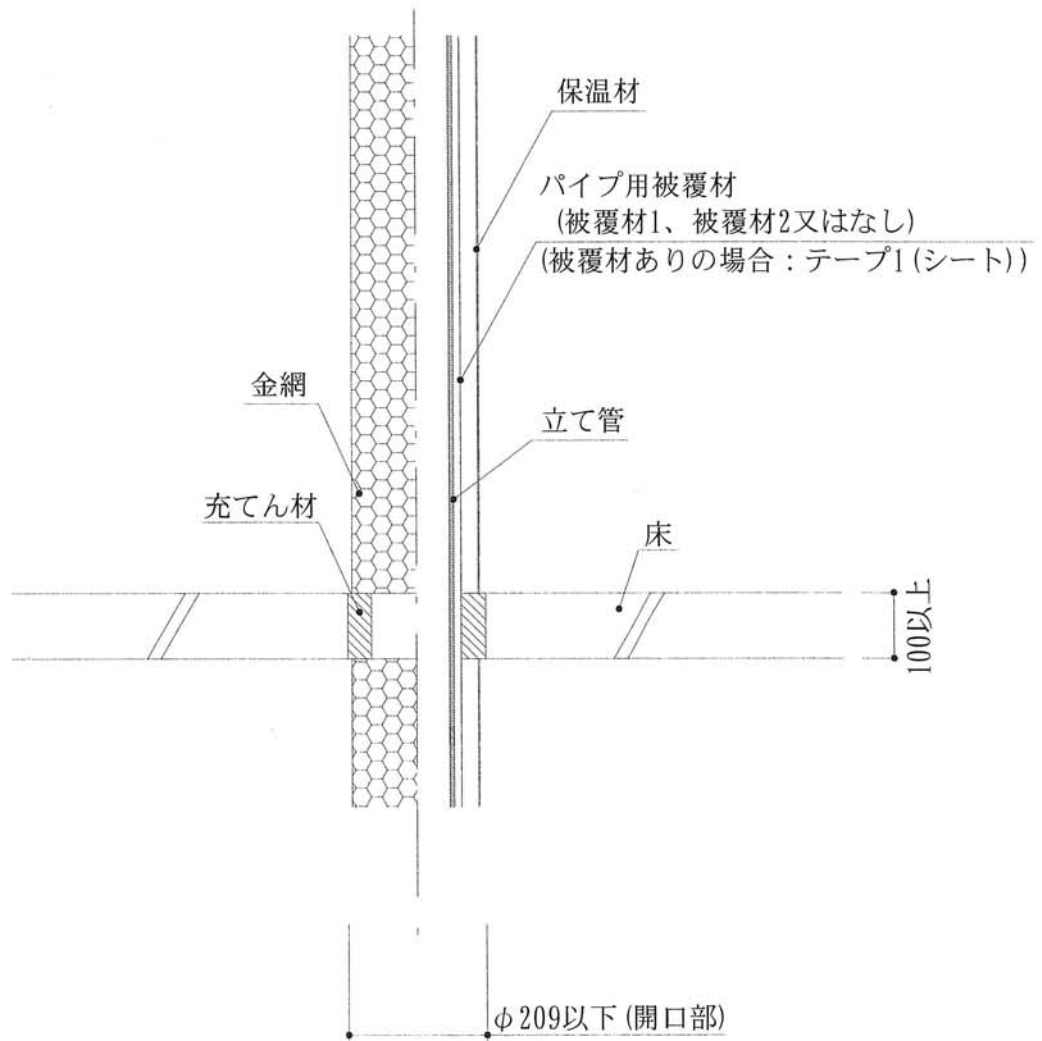 保温材
パイプ用被覆材
(被覆材1、被覆材2又はなし)
(被覆材ありの場合：テープ1(シート))
金網
立て管
充てん材
床
100以上
φ209以下(開口部)